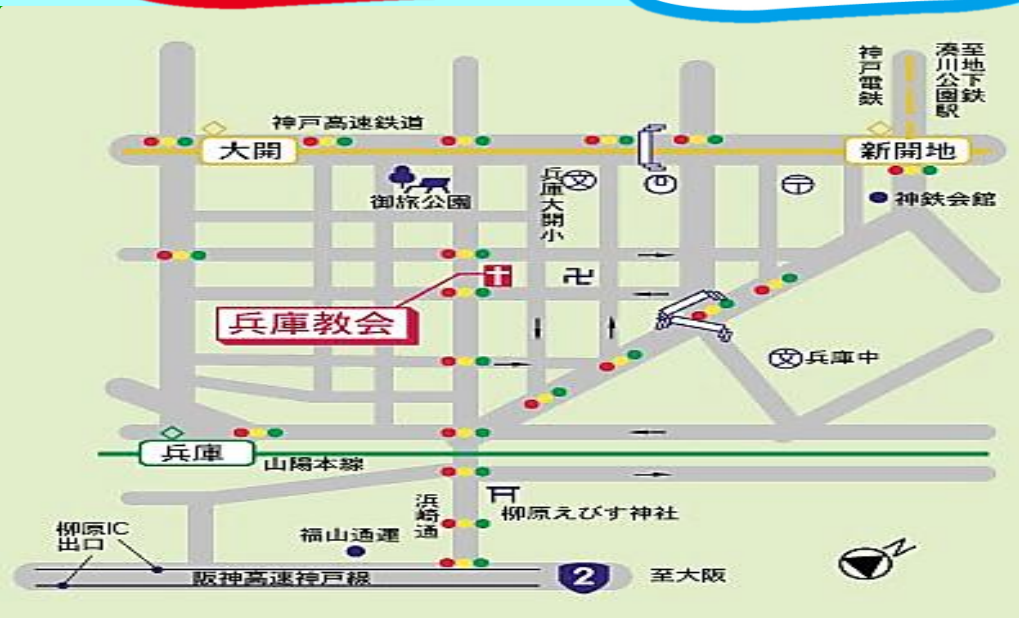 神戸電鉄
至地下鉄
湊川公園駅
神戸高速鉄道
大開
新開地
兵庫大開小
文
〒
御旅公園
神鉄会館
卍
兵庫教会
文
兵庫中
兵庫
山陽本線
浜崎通
柳原えびす神社
柳原IC
出口
福山通運
阪神高速神戸線
2
至大阪
N